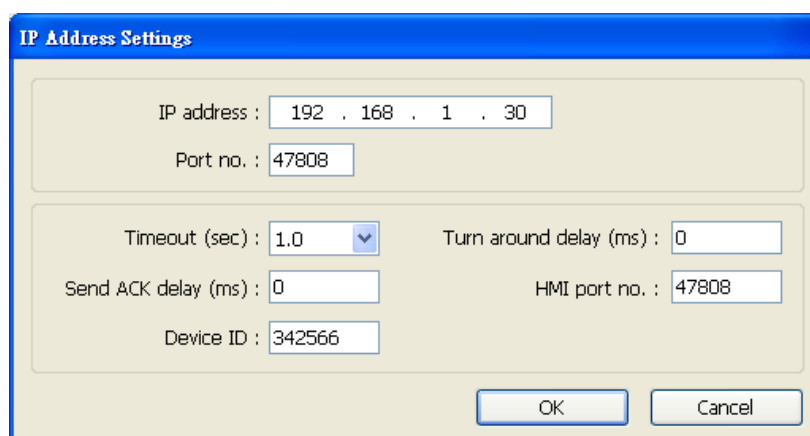 IP Address Settings
IP address : 192 . 168 . 1 . 30
Port no. : 47808
Timeout (sec) : 1.0 Turn around delay (ms) : 0
Send ACK delay (ms) : 0 HMI port no. : 47808
Device ID : 342566
OK Cancel